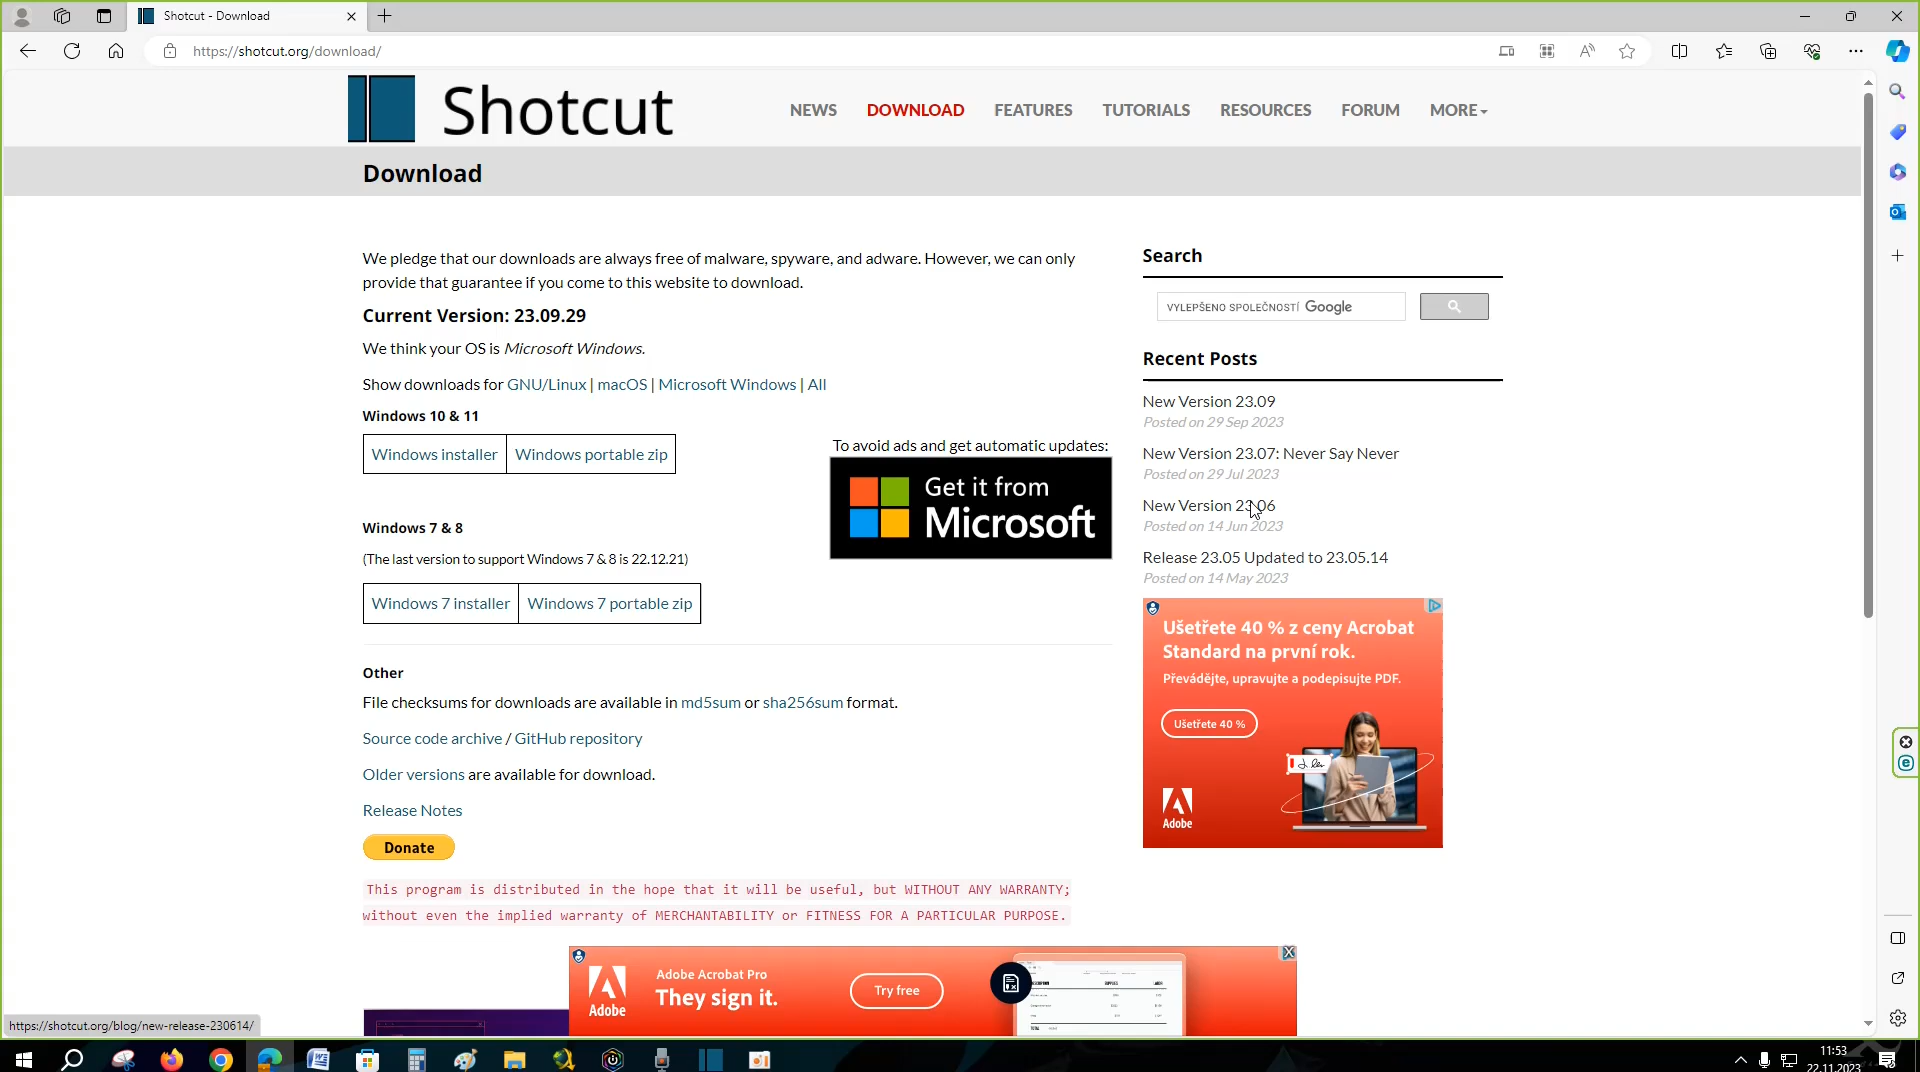 Shotcut - Download
https://shotcut.org/download/
Shotcut
NEWS DOWNLOAD FEATURES TUTORIALS RESOURCES FORUM MORE
Download
We pledge that our downloads are always free of malware, spyware, and adware. However, we can only
provide that guarantee if you come to this website to download.
Current Version: 23.09.29
We think your OS is Microsoft Windows.
Show downloads for GNU/Linux | macOS | Microsoft Windows | All
Windows 10 & 11
Windows installer Windows portable zip
To avoid ads and get automatic updates:
Get it from
Microsoft
Windows 7 & 8
(The last version to support Windows 7 & 8 is 22.12.21)
Windows 7 installer Windows 7 portable zip
Other
File checksums for downloads are available in md5sum or sha256sum format.
Source code archive / GitHub repository
Older versions are available for download.
Release Notes
Donate
This program is distributed in the hope that it will be useful, but WITHOUT ANY WARRANTY;
without even the implied warranty of MERCHANTABILITY or FITNESS FOR A PARTICULAR PURPOSE.
Search
VYLEPŠENO SPOLEČNOSTÍ Google
Recent Posts
New Version 23.09
Posted on 29 Sep 2023
New Version 23.07: Never Say Never
Posted on 29 Jul 2023
New Version 23.06
Posted on 14 Jun 2023
Release 23.05 Updated to 23.05.14
Posted on 14 May 2023
Ušetřete 40 % z ceny Acrobat
Standard na první rok.
Převádějte, upravujte a podepisujte PDF.
Ušetřete 40 %
Adobe
Adobe
Adobe Acrobat Pro
They sign it.
Try free
https://shotcut.org/blog/new-release-230614/
11:53
22.11.2023